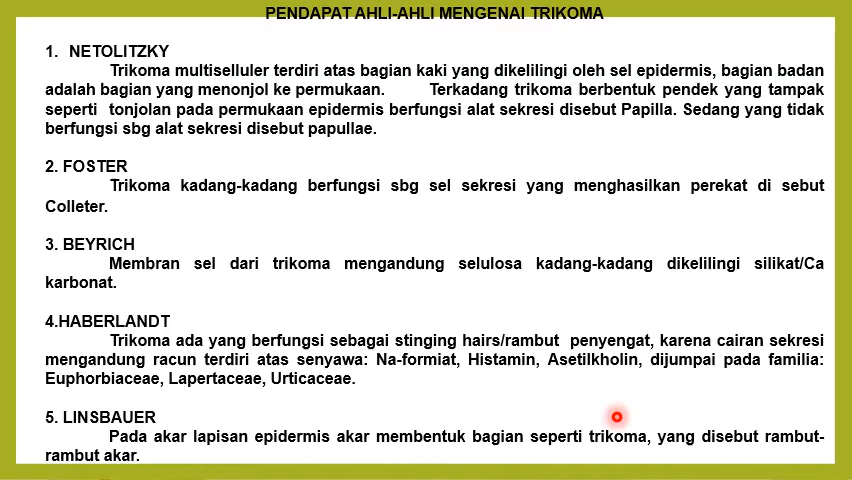 PENDAPAT AHLI-AHLI MENGENAI TRIKOMA
1. NETOLITZKY
Trikoma multiselluler terdiri atas bagian kaki yang dikelilingi oleh sel epidermis, bagian badan
adalah bagian yang menonjol ke permukaan. Terkadang trikoma berbentuk pendek yang tampak
seperti tonjolan pada permukaan epidermis berfungsi alat sekresi disebut Papilla. Sedang yang tidak
berfungsi sbg alat sekresi disebut papullae.
2. FOSTER
Trikoma kadang-kadang berfungsi sbg sel sekresi yang menghasilkan perekat di sebut
Colleter.
3. BEYRICH
Membran sel dari trikoma mengandung selulosa kadang-kadang dikelilingi silikat/Ca
karbonat.
4.HABERLANDT
Trikoma ada yang berfungsi sebagai stinging hairs/rambut penyengat, karena cairan sekresi
mengandung racun terdiri atas senyawa: Na-formiat, Histamin, Asetilkholin, dijumpai pada familia:
Euphorbiaceae, Lapertaceae, Urticaceae.
5. LINSBAUER
Pada akar lapisan epidermis akar membentuk bagian seperti trikoma, yang disebut rambut-
rambut akar.